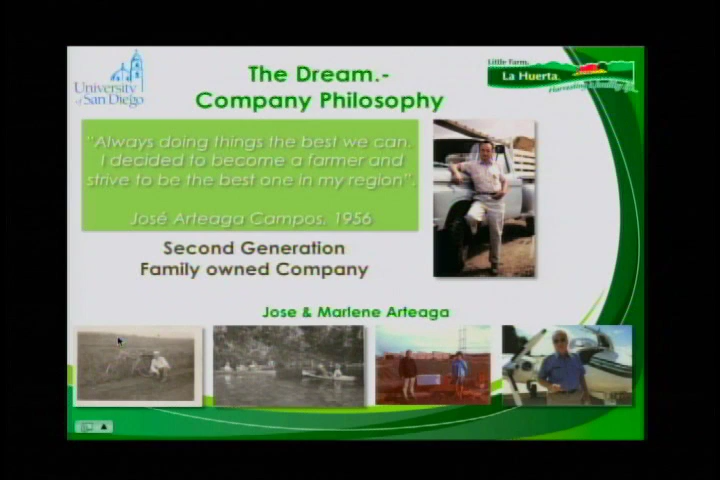 University
of San Diego
The Dream.-
Company Philosophy
Little Farm.
La Huerta.
"Always doing things the best we can.
I decided to become a farmer and
strive to be the best one in my region".
José Arteaga Campos. 1956
Second Generation
Family owned Company
Jose & Marlene Arteaga